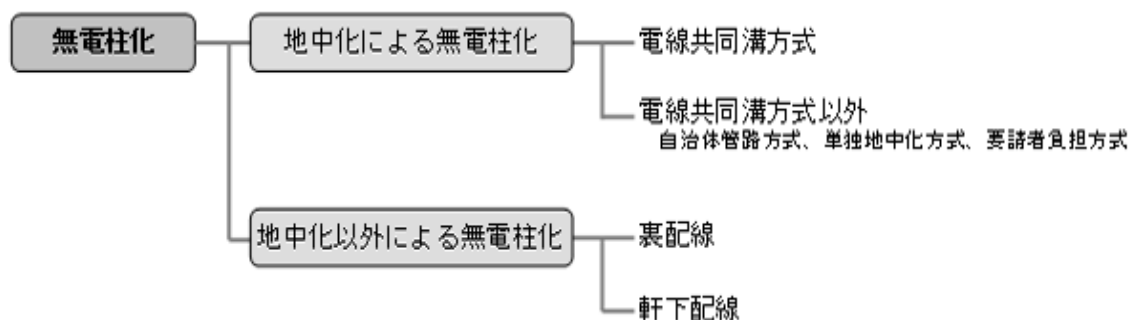 無電柱化
地中化による無電柱化
電線共同溝方式
電線共同溝方式以外
自治体管路方式、単独地中化方式、要請者負担方式
地中化以外による無電柱化
裏配線
軒下配線